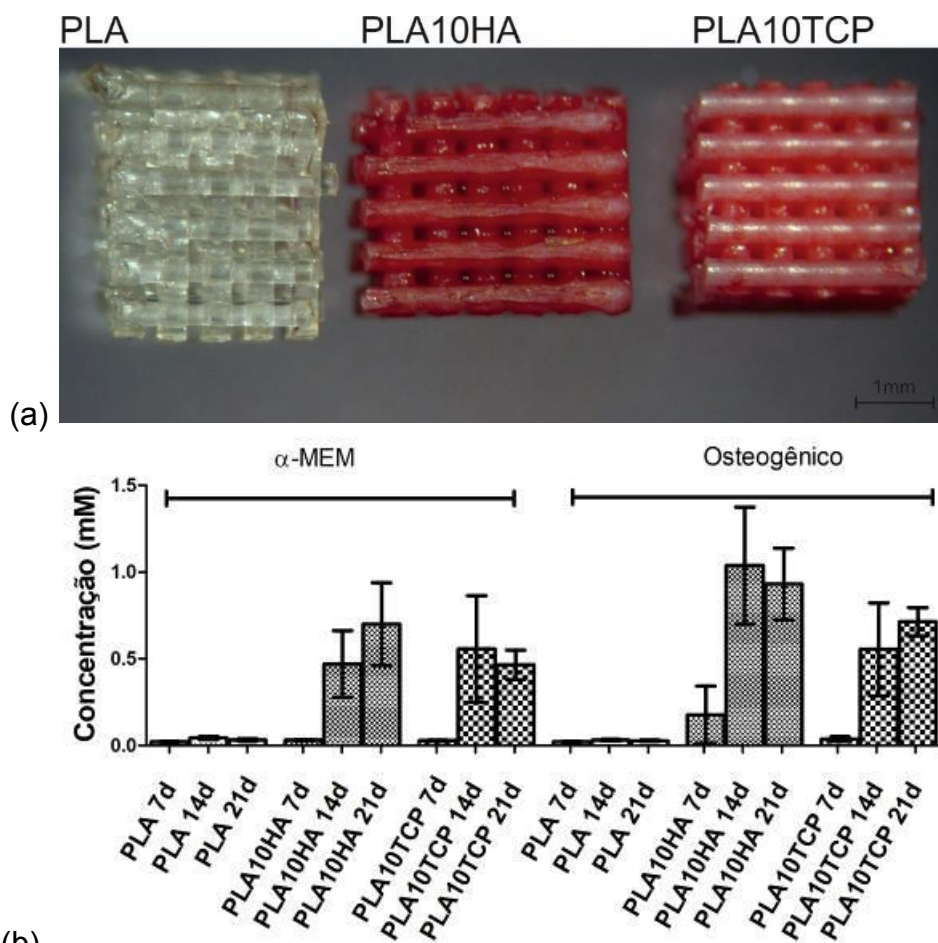 PLA PLA10HA PLA10TCP
1mm
(a)
α-MEM Osteogênico
Concentração (mM)
1.5
1.0
0.5
0.0
PLA 7d
PLA 14d
PLA 21d
PLA10HA 7d
PLA10HA 14d
PLA10HA 21d
PLA10TCP 7d
PLA10TCP 14d
PLA10TCP 21d
PLA 7d
PLA 14d
PLA 21d
PLA10HA 7d
PLA10HA 14d
PLA10HA 21d
PLA10TCP 7d
PLA10TCP 14d
PLA10TCP 21d
(b)